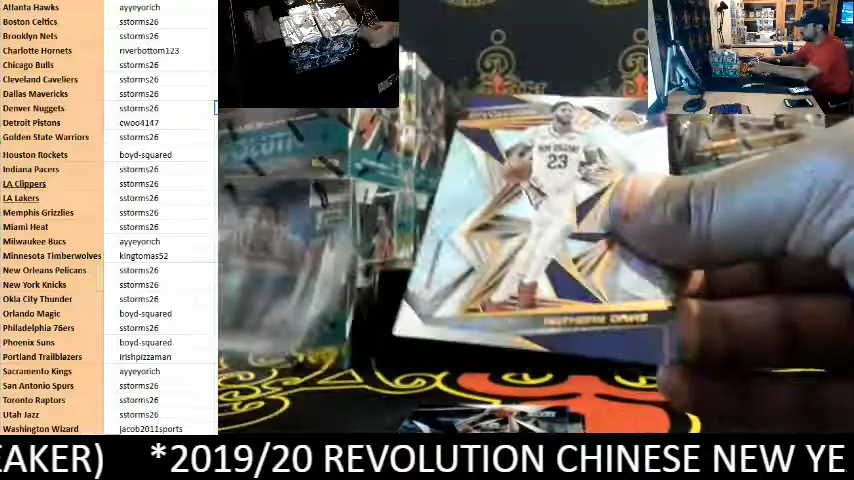 Atlanta Hawks ayyeyorich
Boston Celtics sstorms26
Brooklyn Nets sstorms26
Charlotte Hornets riverbottom123
Chicago Bulls sstorms26
Cleveland Cavaliers sstorms26
Dallas Mavericks sstorms26
Denver Nuggets sstorms26
Detroit Pistons cwoo4147
Golden State Warriors sstorms26
Houston Rockets boyd-squared
Indiana Pacers sstorms26
LA Clippers sstorms26
LA Lakers sstorms26
Memphis Grizzlies sstorms26
Miami Heat sstorms26
Milwaukee Bucs ayyeyorich
Minnesota Timberwolves kingtomas52
New Orleans Pelicans sstorms26
New York Knicks sstorms26
Okla City Thunder sstorms26
Orlando Magic boyd-squared
Philadelphia 76ers sstorms26
Phoenix Suns boyd-squared
Portland Trailblazers irishpizzaman
Sacramento Kings ayyeyorich
San Antonio Spurs sstorms26
Toronto Raptors sstorms26
Utah Jazz sstorms26
Washington Wizard jacob2011sports
NEW ORLEANS
23
ANTHONY DAVIS
EAKER) *2019/20 REVOLUTION CHINESE NEW YE